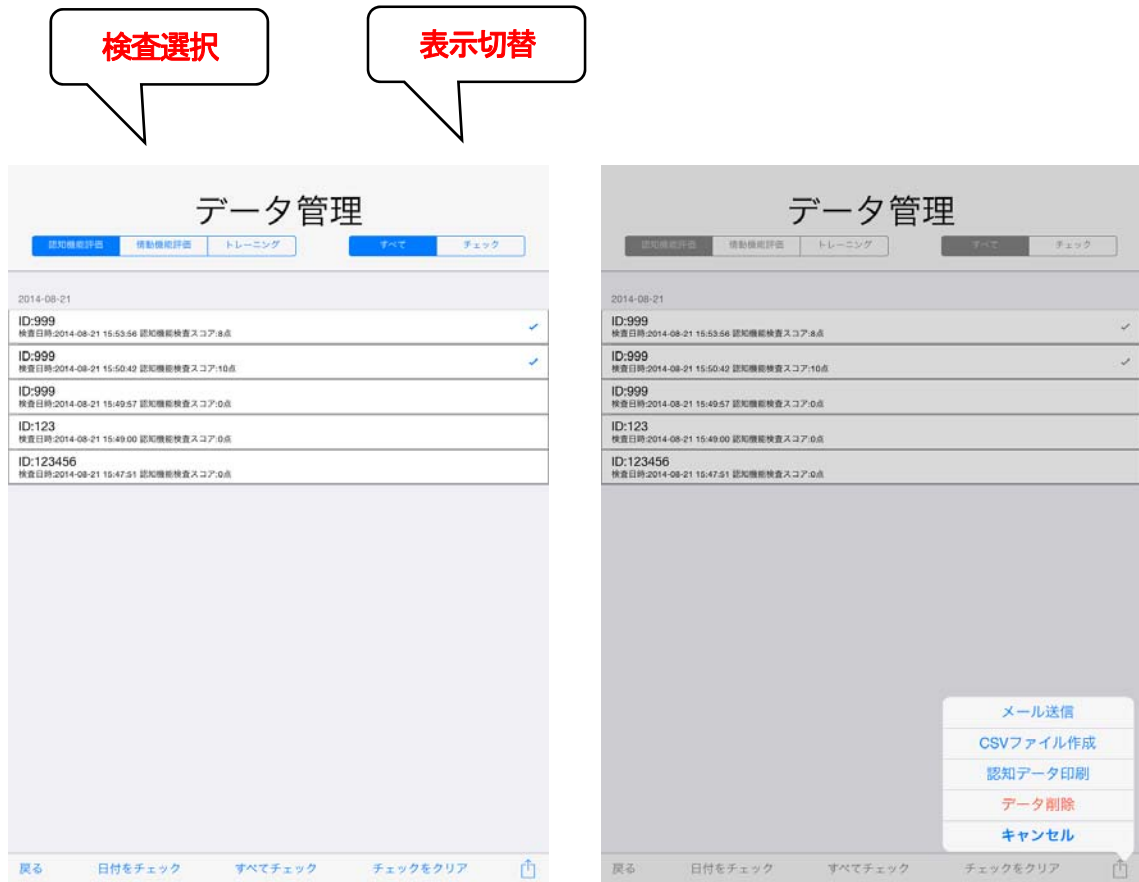 検査選択
表示切替
データ管理
認知機能評価 情動機能評価 トレーニング すべて チェック
2014-08-21
ID:999
検査日時:2014-08-21 15:53:56 認知機能検査スコア:8点
ID:999
検査日時:2014-08-21 15:50:42 認知機能検査スコア:10点
ID:999
検査日時:2014-08-21 15:49:57 認知機能検査スコア:0点
ID:123
検査日時:2014-08-21 15:49:00 認知機能検査スコア:0点
ID:123456
検査日時:2014-08-21 15:47:51 認知機能検査スコア:0点
戻る 日付をチェック すべてチェック チェックをクリア
データ管理
認知機能評価 情動機能評価 トレーニング すべて チェック
2014-08-21
ID:999
検査日時:2014-08-21 15:53:56 認知機能検査スコア:8点
ID:999
検査日時:2014-08-21 15:50:42 認知機能検査スコア:10点
ID:999
検査日時:2014-08-21 15:49:57 認知機能検査スコア:0点
ID:123
検査日時:2014-08-21 15:49:00 認知機能検査スコア:0点
ID:123456
検査日時:2014-08-21 15:47:51 認知機能検査スコア:0点
メール送信
CSVファイル作成
認知データ印刷
データ削除
キャンセル
戻る 日付をチェック すべてチェック チェックをクリア